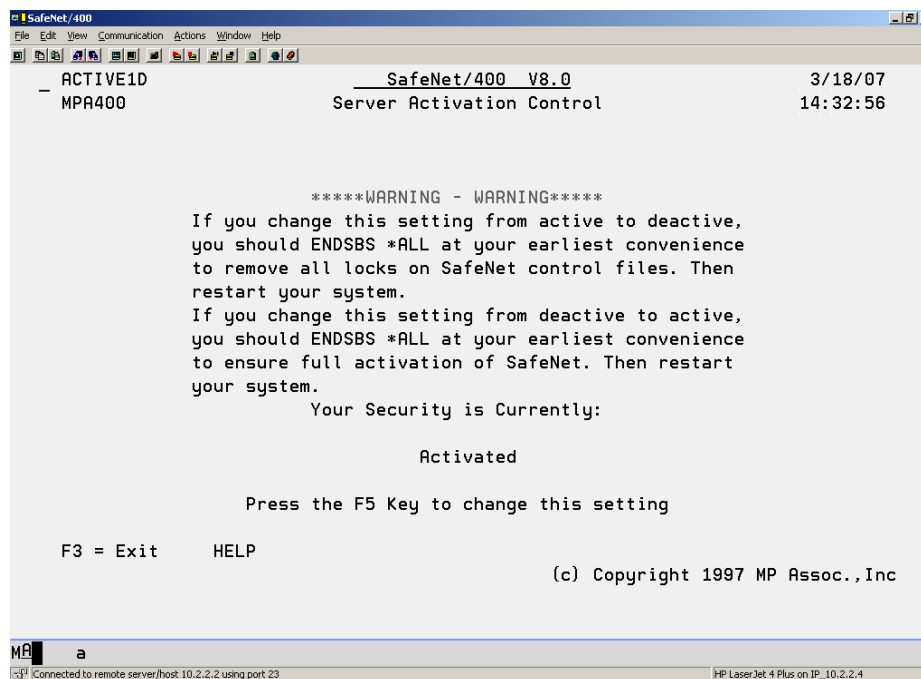 SafeNet/400
File Edit View Communication Actions Window Help
_ ACTIVE1D SafeNet/400 V8.0 3/18/07
MPA400 Server Activation Control 14:32:56
*****WARNING - WARNING*****
If you change this setting from active to deactive,
you should ENDSBS *ALL at your earliest convenience
to remove all locks on SafeNet control files. Then
restart your system.
If you change this setting from deactive to active,
you should ENDSBS *ALL at your earliest convenience
to ensure full activation of SafeNet. Then restart
your system.
Your Security is Currently:
Activated
Press the F5 Key to change this setting
F3 = Exit HELP
(c) Copyright 1997 MP Assoc.,Inc
MA a
Connected to remote server/host 10.2.2.2 using port 23 HP LaserJet 4 Plus on IP_10.2.2.4